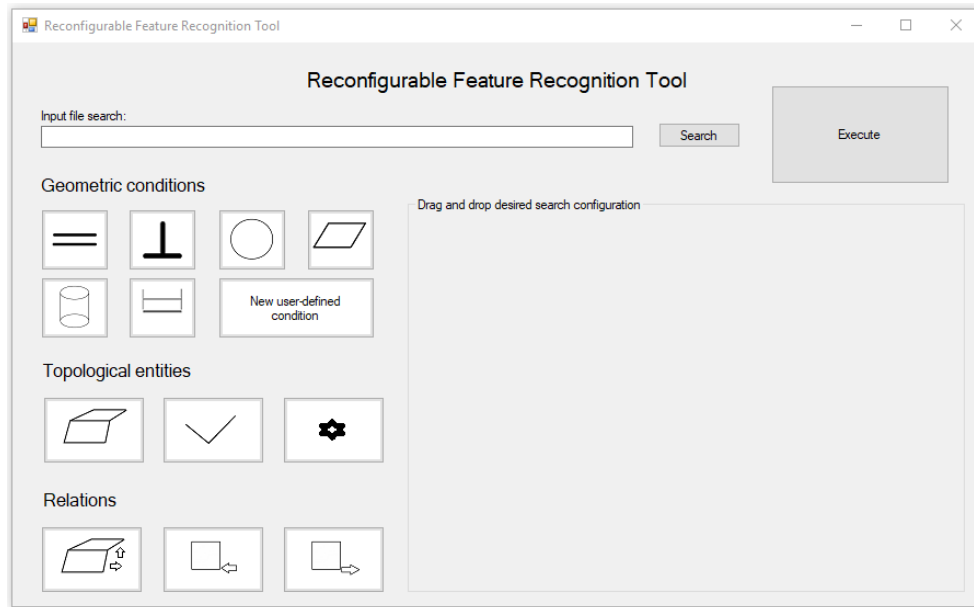 Reconfigurable Feature Recognition Tool
Reconfigurable Feature Recognition Tool
Input file search:
Search
Execute
Geometric conditions
Drag and drop desired search configuration
New user-defined
condition
Topological entities
Relations